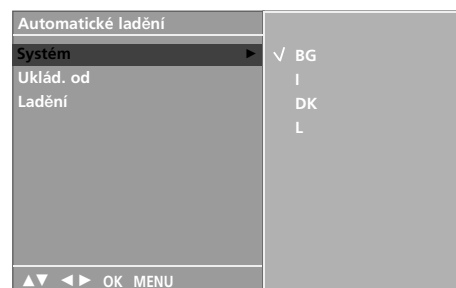 Automatické ladění
Systém ►
Uklád. od
Ladění
√ BG
I
DK
L
▲▼ ◄► OK MENU